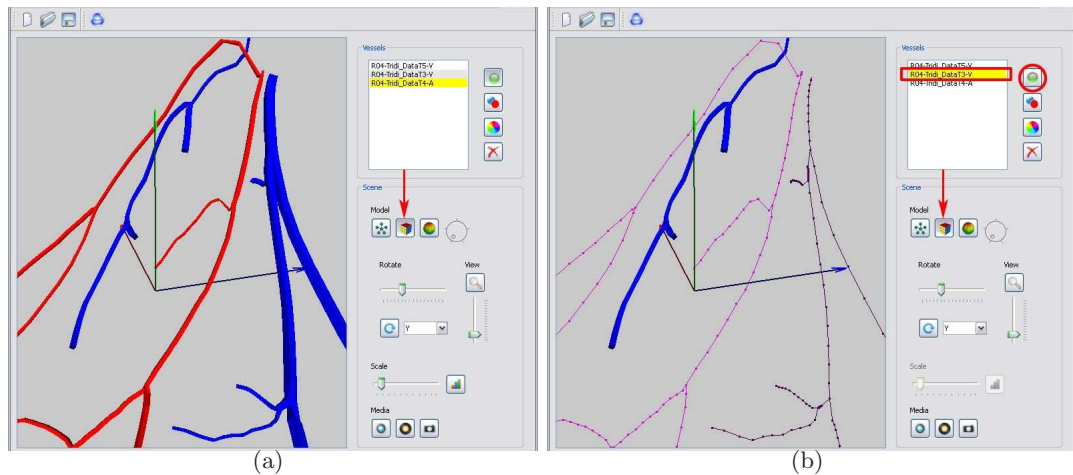 Vessels
R04-Tridi_DataT5-V
R04-Tridi_DataT3-V
R04-Tridi_DataT4-A
Scene
Model
Rotate
View
Y
Scale
Media
(a)
Vessels
R04-Tridi_DataT5-V
R04-Tridi_DataT3-V
R04-Tridi_DataT4-A
Scene
Model
Rotate
View
Y
Scale
Media
(b)